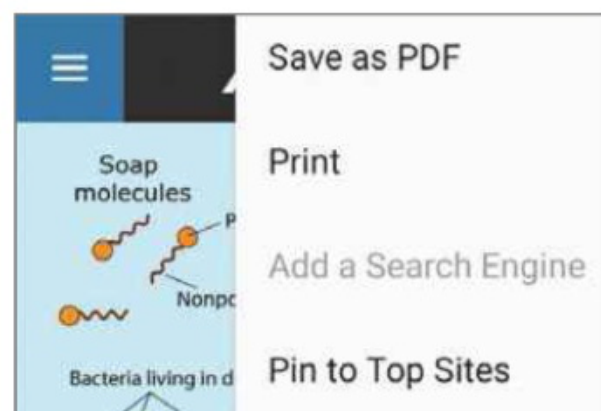 Save as PDF
Print
Add a Search Engine
Pin to Top Sites
Soap
molecules
Bacteria living in